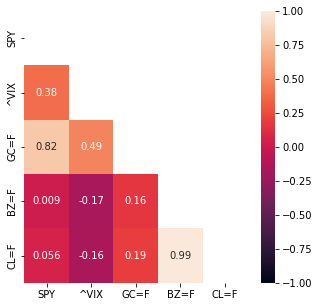 1.00
SPY
0.75
^VIX
0.38
0.50
0.25
GC=F
0.82 0.49
0.00
-0.25
BZ=F
0.009 -0.17 0.16
-0.50
CL=F
0.056 -0.16 0.19 0.99
-0.75
-1.00
SPY ^VIX GC=F BZ=F CL=F